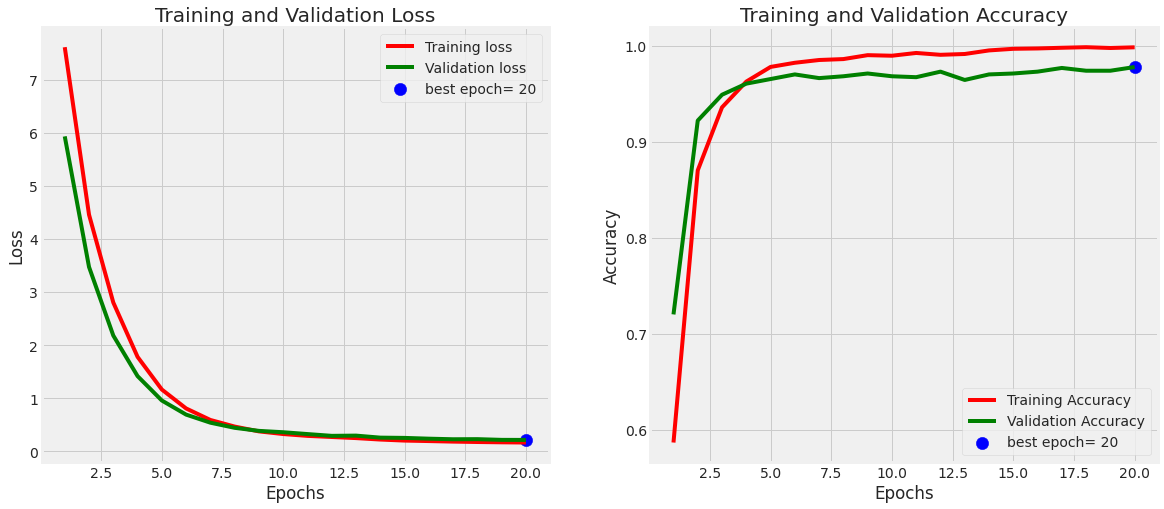 Training and Validation Loss
Training loss
Validation loss
best epoch= 20
7
6
5
4
3
2
1
0
Loss
2.5 5.0 7.5 10.0 12.5 15.0 17.5 20.0
Epochs
Training and Validation Accuracy
1.0
0.9
0.8
0.7
0.6
Accuracy
Training Accuracy
Validation Accuracy
best epoch= 20
2.5 5.0 7.5 10.0 12.5 15.0 17.5 20.0
Epochs